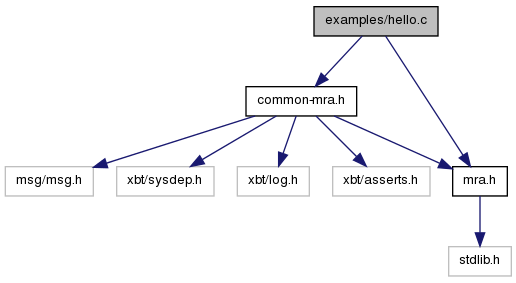 examples/hello.c
common-mra.h
msg/msg.h
xbt/sysdep.h
xbt/log.h
xbt/asserts.h
mra.h
stdlib.h